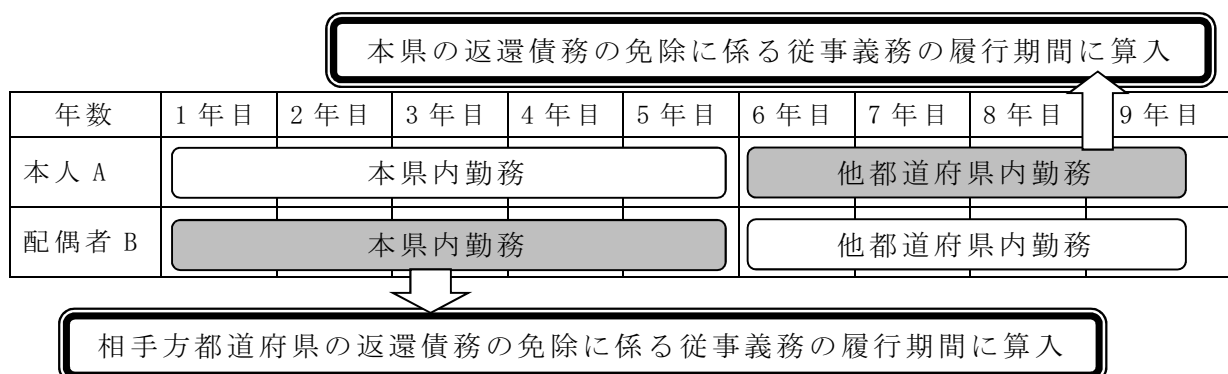 本県の返還債務の免除に係る従事義務の履行期間に算入
年数 1年目 2年目 3年目 4年目 5年目 6年目 7年目 8年目 9年目
本人A 本県内勤務 他都道府県内勤務
配偶者B 本県内勤務 他都道府県内勤務
相手方都道府県の返還債務の免除に係る従事義務の履行期間に算入